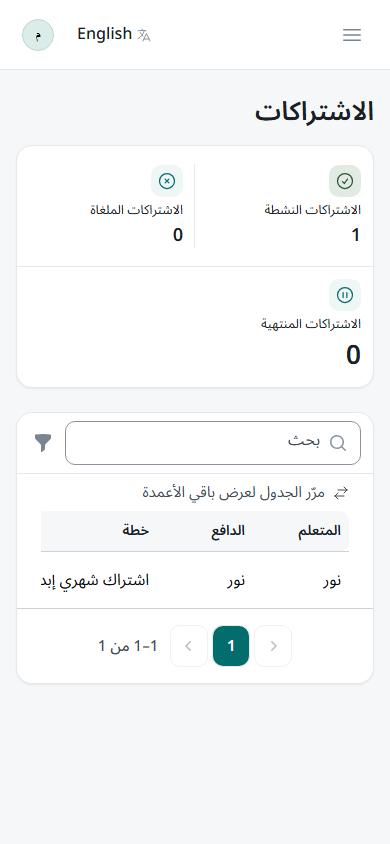 م
English
الاشتراكات
الاشتراكات النشطة
1
الاشتراكات الملغاة
0
الاشتراكات المنتهية
0
بحث
مرّر الجدول لعرض باقي الأعمدة
المتعلم الدافع خطة
نور نور اشتراك شهري إبد
1 1–1 من 1